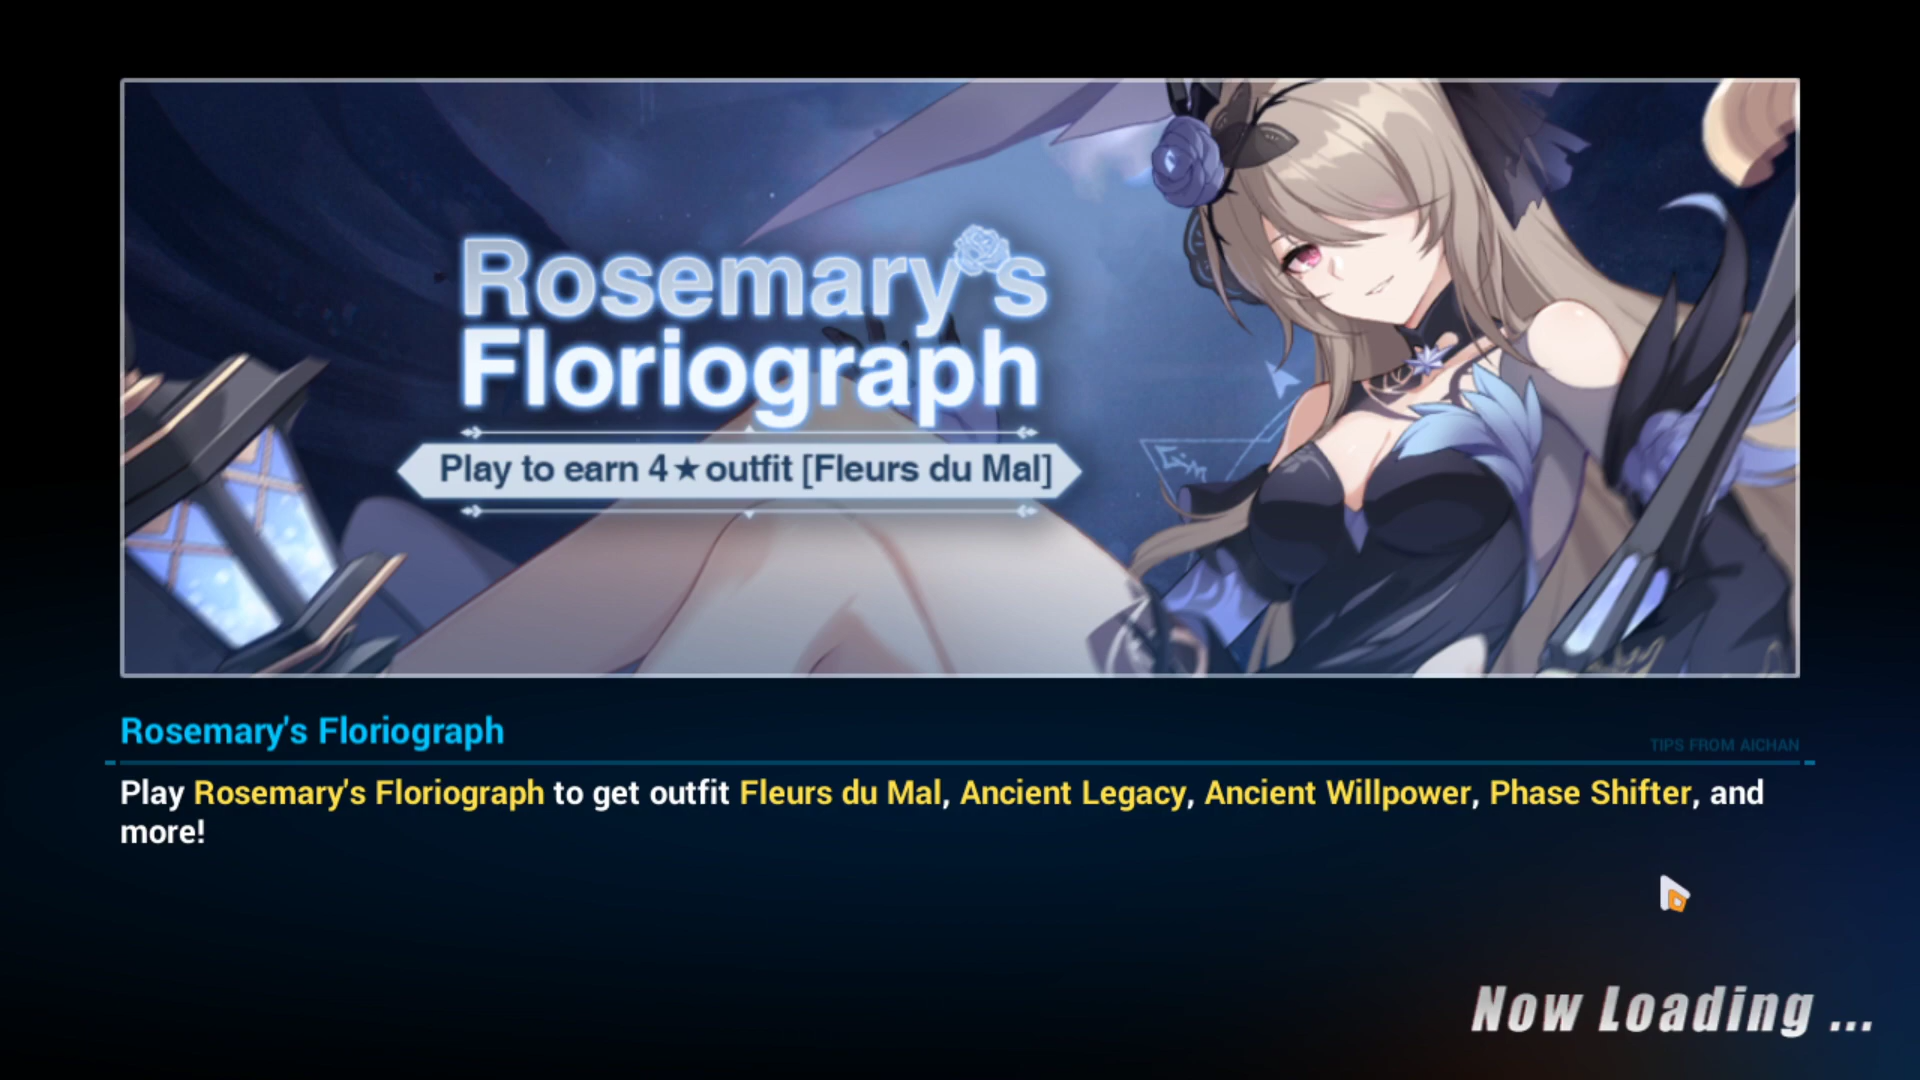 Rosemary's
Floriograph
Play to earn 4★outfit [Fleurs du Mal]
Rosemary's Floriograph
TIPS FROM AICHAN
Play Rosemary's Floriograph to get outfit Fleurs du Mal, Ancient Legacy, Ancient Willpower, Phase Shifter, and
more!
Now Loading ...